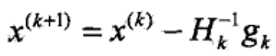 x^{(k+1)} = x^{(k)} - H_k^{-1} g_k